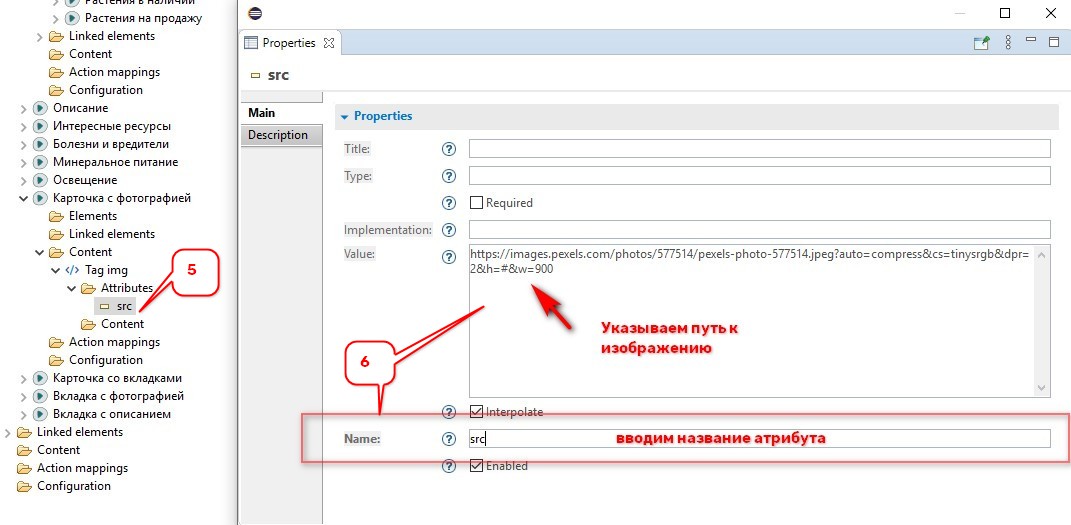 Растения в наличии
Растения на продажу
Linked elements
Content
Action mappings
Configuration
Описание
Интересные ресурсы
Болезни и вредители
Минеральное питание
Освещение
Карточка с фотографией
Elements
Linked elements
Content
Tag img
Attributes
src
Content
Action mappings
Configuration
Карточка со вкладками
Вкладка с фотографией
Вкладка с описанием
Linked elements
Content
Action mappings
Configuration
5
Properties
src
Main
Description
Properties
Title:
Type:
Required
Implementation:
Value:
https://images.pexels.com/photos/577514/pexels-photo-577514.jpeg?auto=compress&cs=tinysrgb&dpr=
2&h=#&w=900
Указываем путь к
изображению
6
Interpolate
Name:
src
вводим название атрибута
Enabled